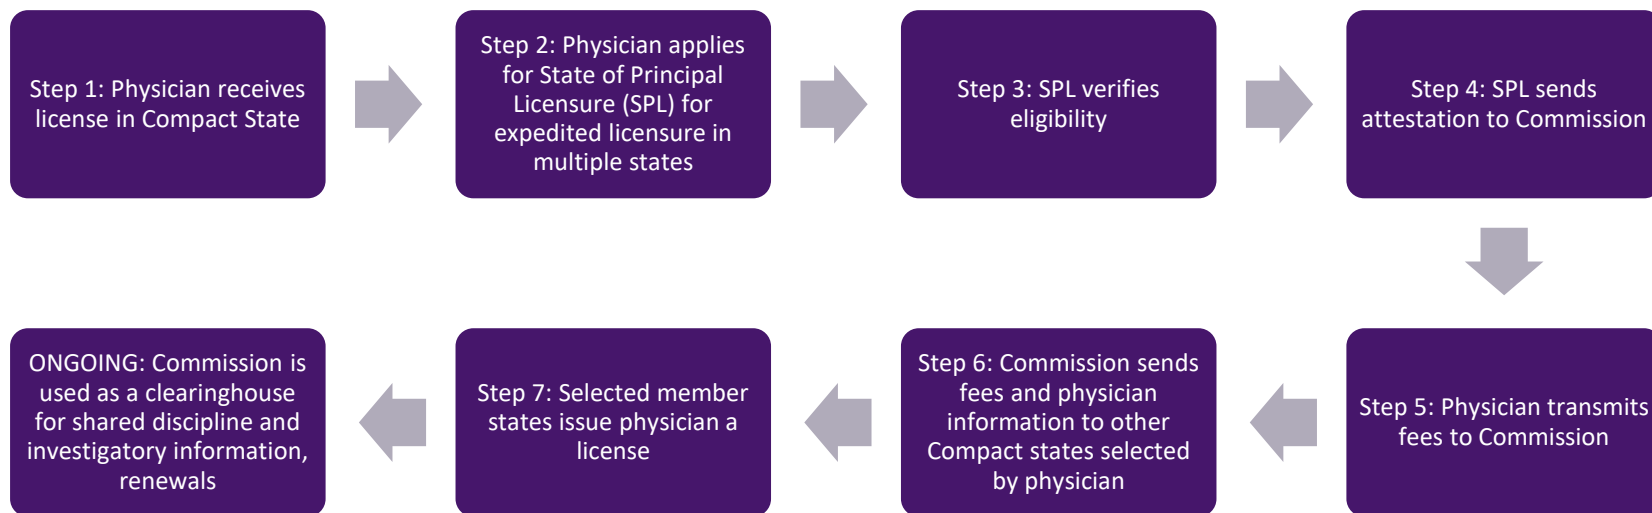 Step 1: Physician receives
license in Compact State
Step 2: Physician applies
for State of Principal
Licensure (SPL) for
expedited licensure in
multiple states
Step 3: SPL verifies
eligibility
Step 4: SPL sends
attestation to Commission
Step 5: Physician transmits
fees to Commission
Step 6: Commission sends
fees and physician
information to other
Compact states selected
by physician
Step 7: Selected member
states issue physician a
license
ONGOING: Commission is
used as a clearinghouse
for shared discipline and
investigatory information,
renewals